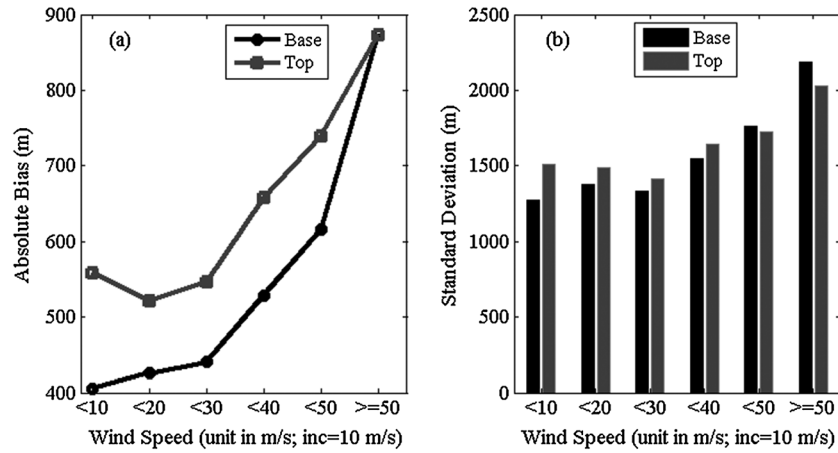 (a)
Base
Top
900
800
700
600
500
400
Absolute Bias (m)
<10 <20 <30 <40 <50 >=50
Wind Speed (unit in m/s; inc=10 m/s)
(b)
Base
Top
2500
2000
1500
1000
500
0
Standard Deviation (m)
<10 <20 <30 <40 <50 >=50
Wind Speed (unit in m/s; inc=10 m/s)